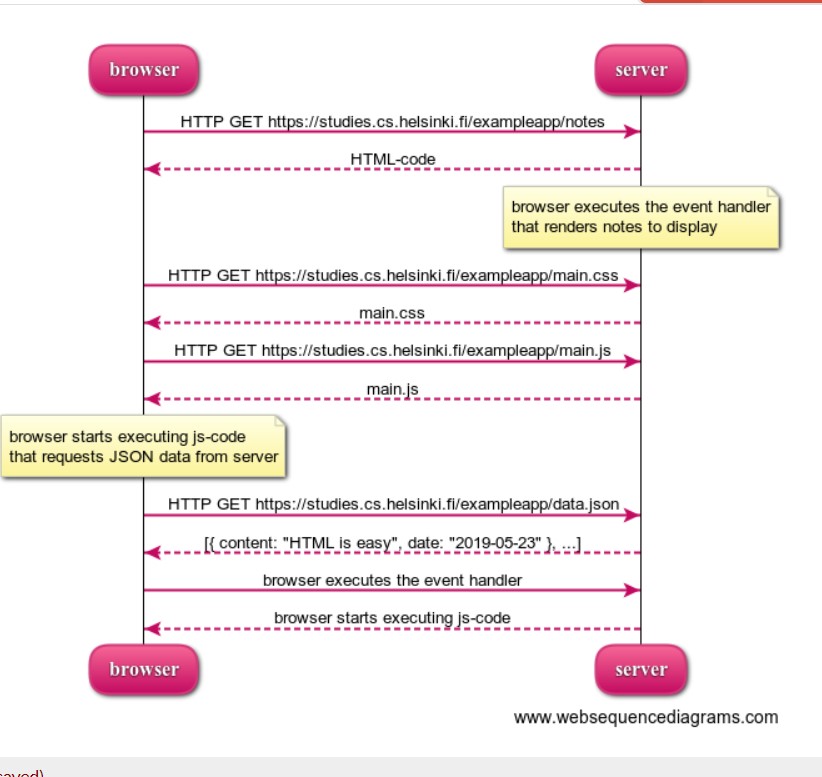 browser server
HTTP GET https://studies.cs.helsinki.fi/exampleapp/notes
HTML-code
browser executes the event handler
that renders notes to display
HTTP GET https://studies.cs.helsinki.fi/exampleapp/main.css
main.css
HTTP GET https://studies.cs.helsinki.fi/exampleapp/main.js
main.js
browser starts executing js-code
that requests JSON data from server
HTTP GET https://studies.cs.helsinki.fi/exampleapp/data.json
[{ content: "HTML is easy", date: "2019-05-23" }, ...]
browser executes the event handler
browser starts executing js-code
browser server
www.websequencediagrams.com